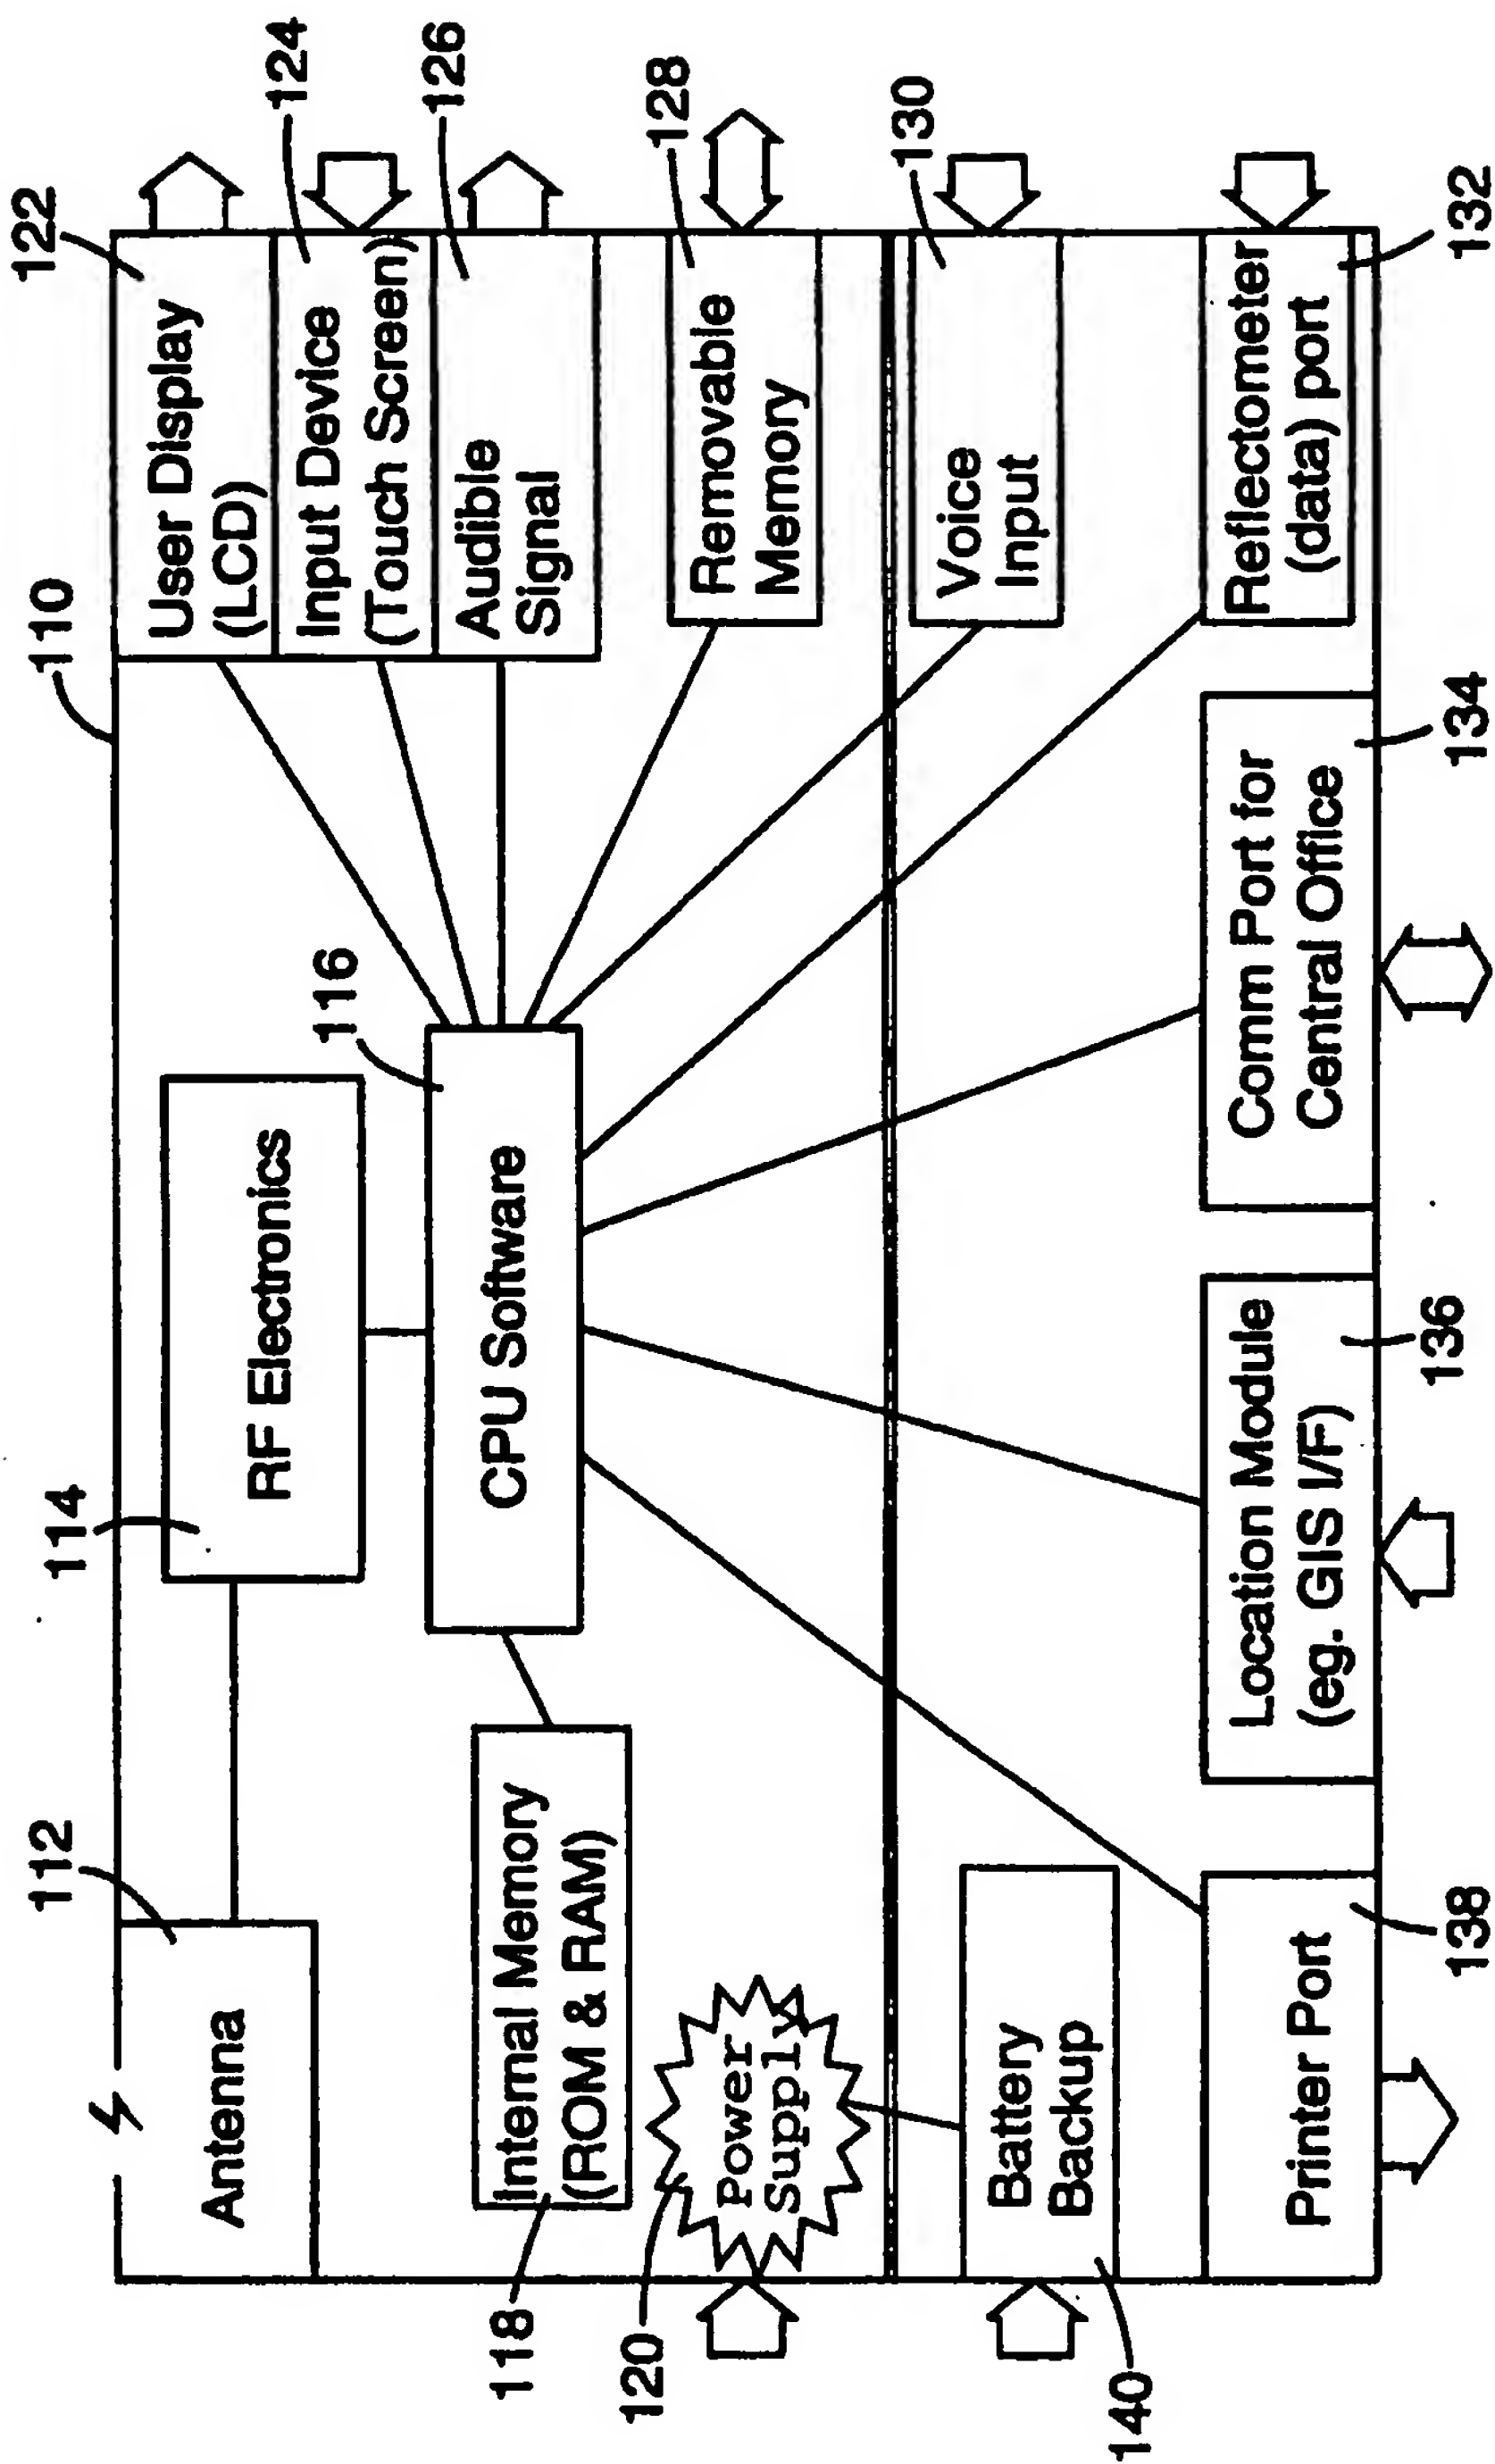 110
112
Antenna
114
RF Electronics
116
CPU Software
118
Internal Memory
(ROM & RAM)
120
Power
Supply
122
User Display
(LCD)
124
Input Device
(Touch Screen)
126
Audible
Signal
128
Removable
Memory
130
Voice
Input
132
Reflectometer
(data) port
134
Comm Port for
Central Office
136
Location Module
(eg. GIS I/F)
138
Printer Port
140
Battery
Backup